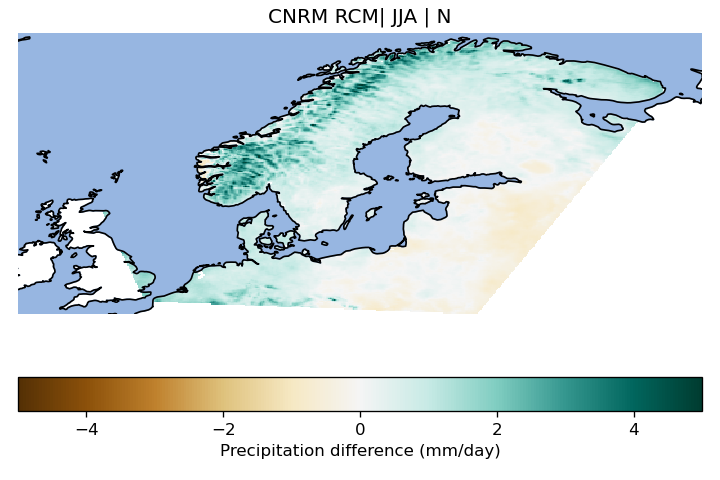 CNRM RCM| JJA | N
−4 −2 0 2 4
Precipitation difference (mm/day)